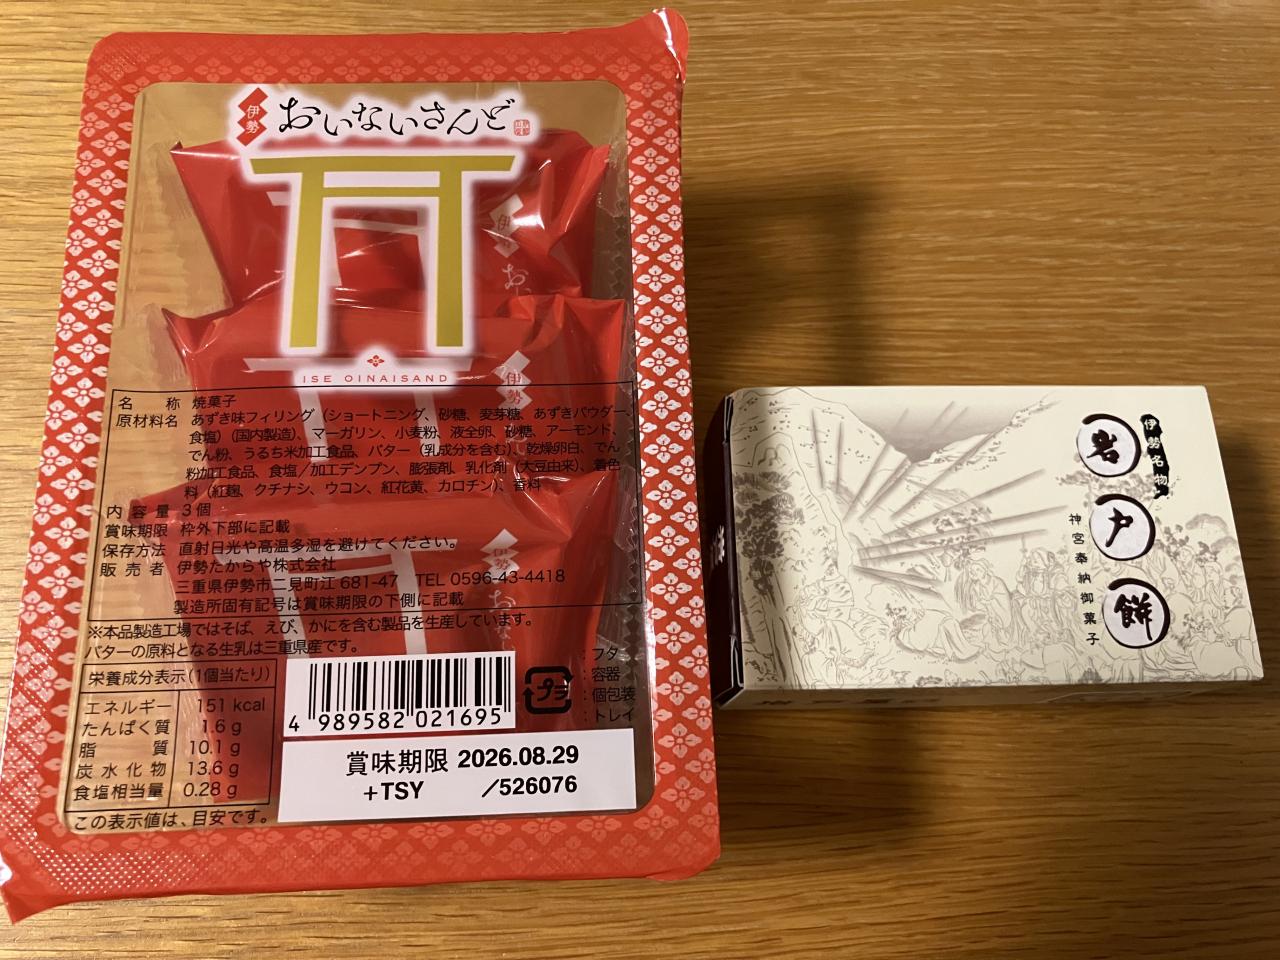 伊勢
おいないさんど
ISE OINAISAND
名称 焼菓子
原材料名 あずき味フィリング(ショートニング、砂糖、麦芽糖、あずきパウダー、
食塩)(国内製造)、マーガリン、小麦粉、液全卵、砂糖、アーモンド、
でん粉、うるち米加工食品、バター(乳成分を含む)、乾燥卵白、でん
粉加工食品、食塩/加工デンプン、膨張剤、乳化剤(大豆由来)、着色
料(紅麹、クチナシ、ウコン、紅花黄、カロチン)、香料
内容量 3個
賞味期限 枠外下部に記載
保存方法 直射日光や高温多湿を避けてください。
販売者 伊勢たからや株式会社
三重県伊勢市二見町江 681-47 TEL 0596-43-4418
製造所固有記号は賞味期限の下側に記載
※本品製造工場ではそば、えび、かにを含む製品を生産しています。
バターの原料となる生乳は三重県産です。
栄養成分表示(1個当たり)
エネルギー 151 kcal
たんぱく質 1.6 g
脂質 10.1 g
炭水化物 13.6 g
食塩相当量 0.28 g
この表示値は、目安です。
4 989582 021695
プラ
:フタ
:容器
:個包装
:トレイ
賞味期限 2026.08.29
+TSY /526076
伊勢
お
伊勢
伊勢
おいな
伊勢名物
岩戸餅
神宮奉納御菓子